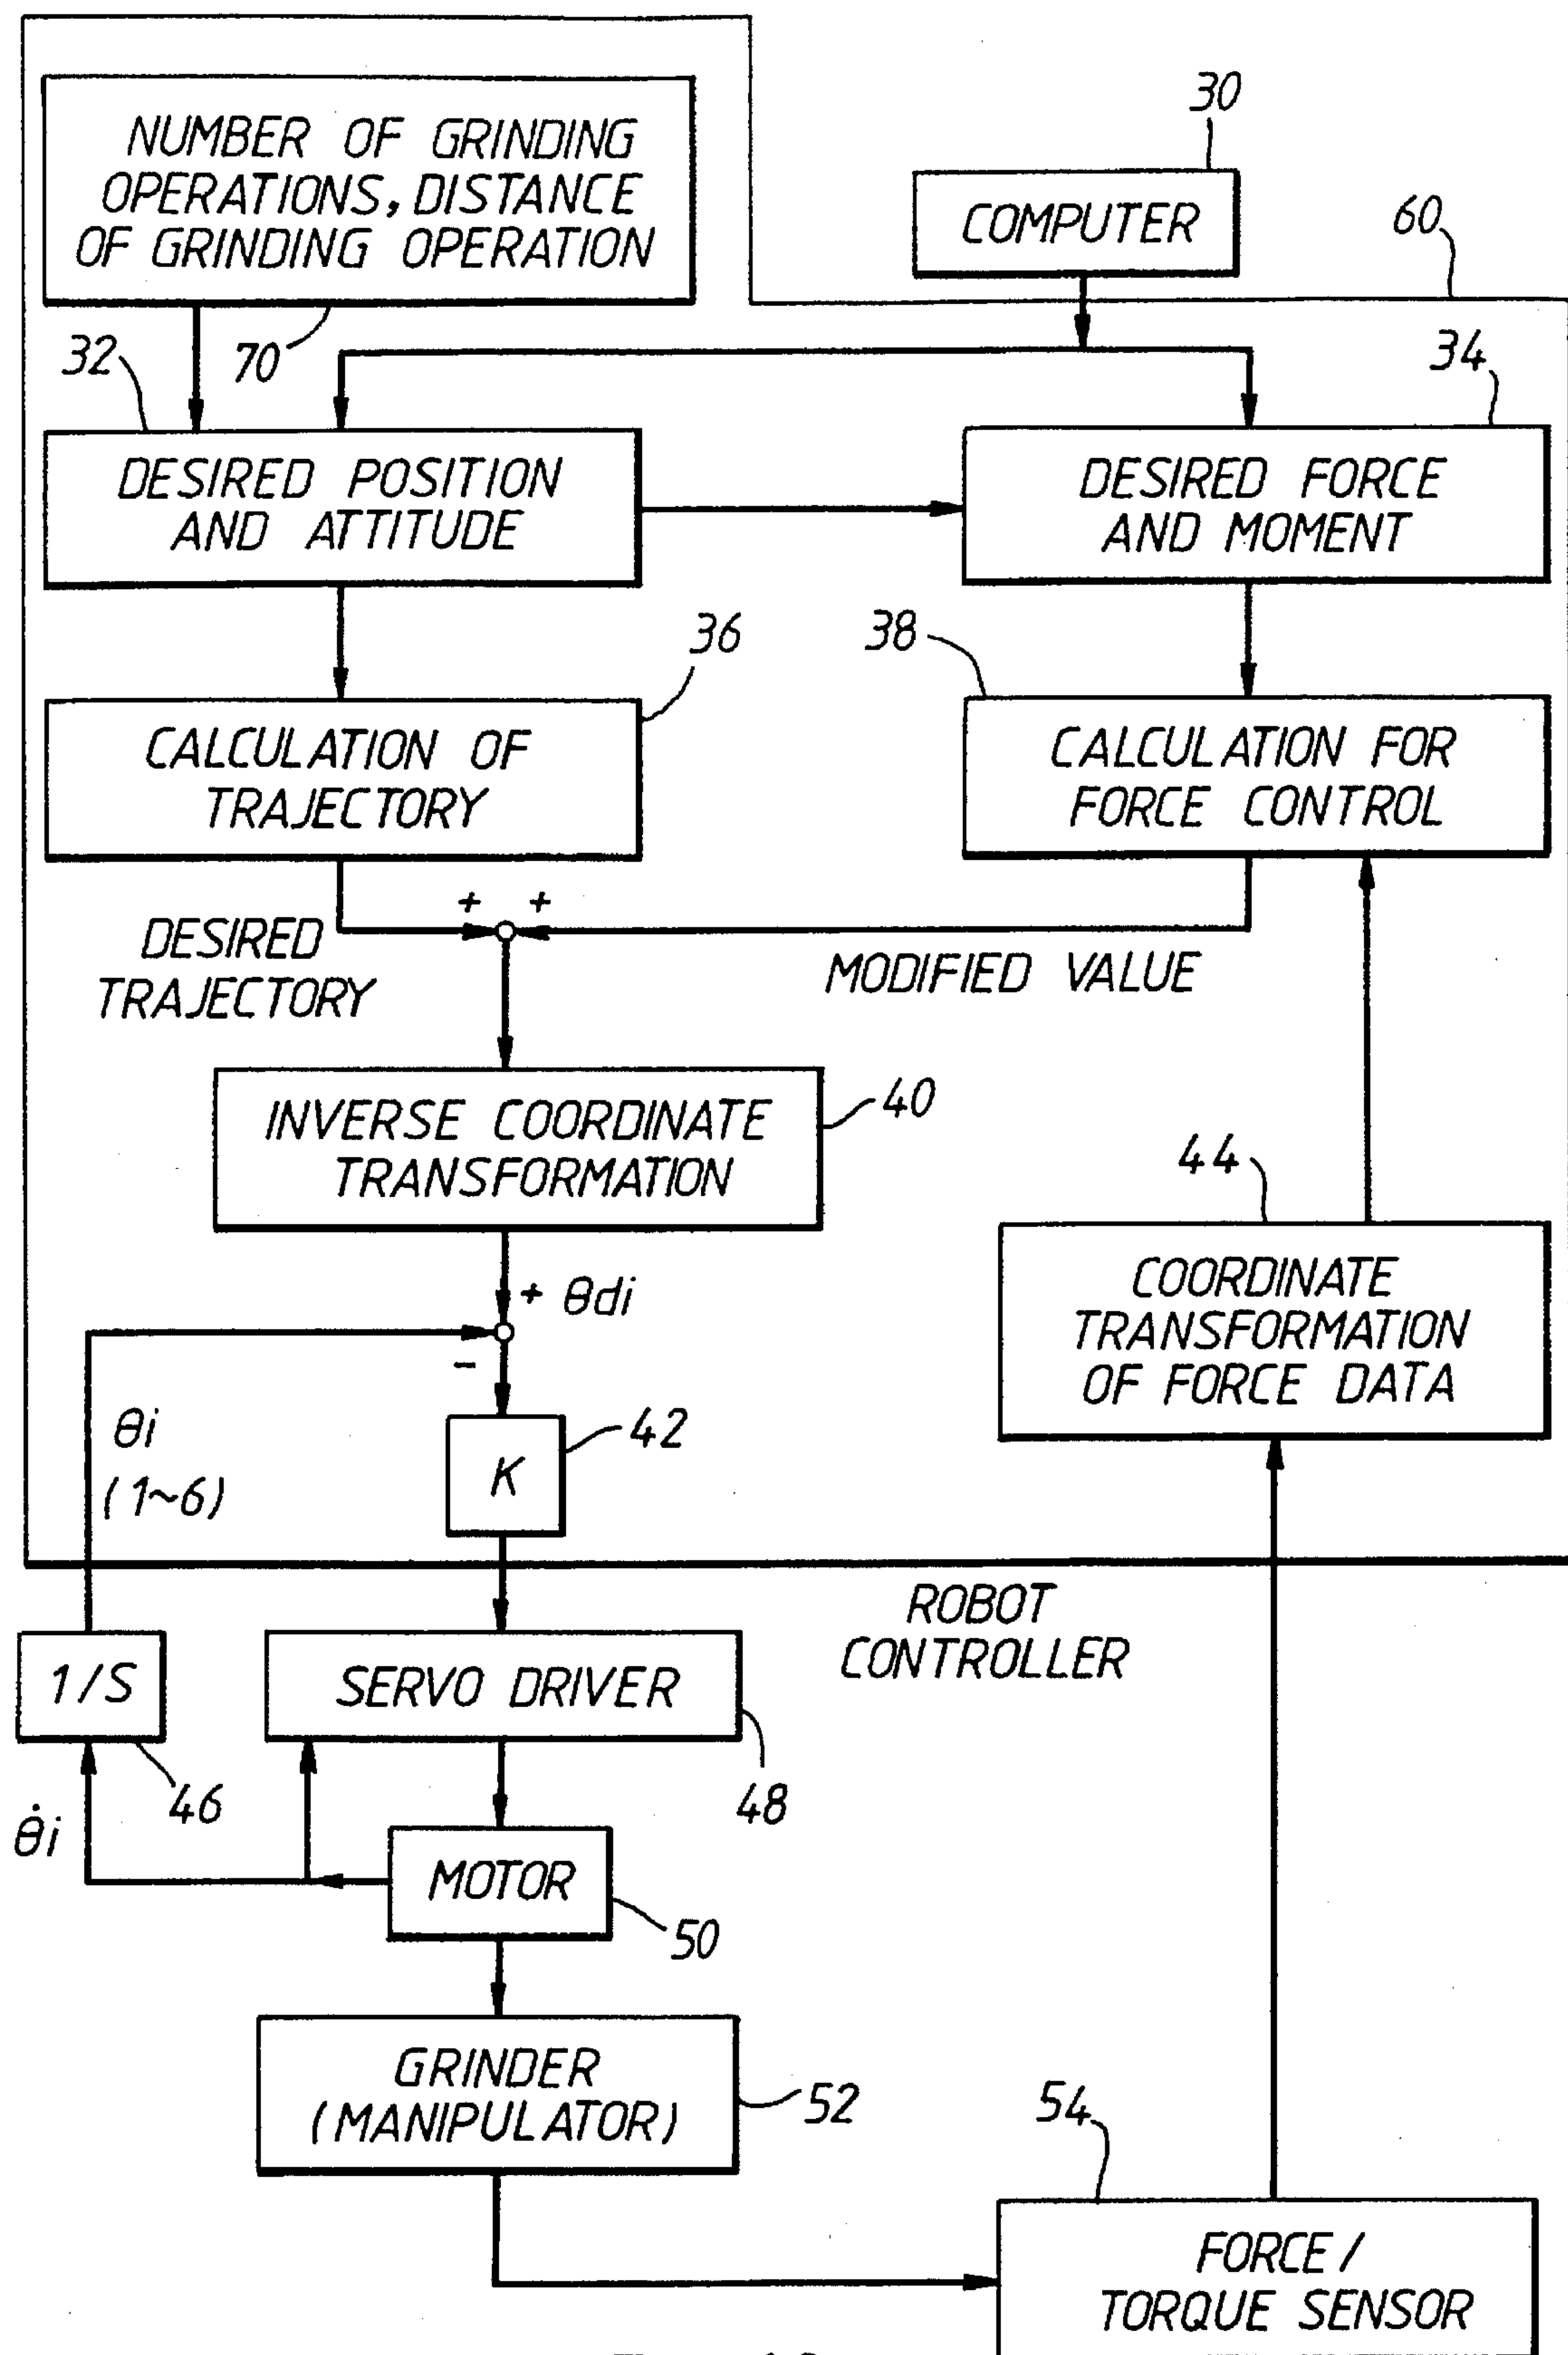 NUMBER OF GRINDING
OPERATIONS, DISTANCE
OF GRINDING OPERATION
30
COMPUTER
60
32
70
34
DESIRED POSITION
AND ATTITUDE
DESIRED FORCE
AND MOMENT
36
38
CALCULATION OF
TRAJECTORY
CALCULATION FOR
FORCE CONTROL
+ +
DESIRED
TRAJECTORY
MODIFIED VALUE
INVERSE COORDINATE
TRANSFORMATION
40
44
+ θdi
-
COORDINATE
TRANSFORMATION
OF FORCE DATA
θi
(1~6)
K
42
ROBOT
CONTROLLER
1/S
SERVO DRIVER
46
48
θ̇i
MOTOR
50
GRINDER
(MANIPULATOR)
52
54
FORCE/
TORQUE SENSOR